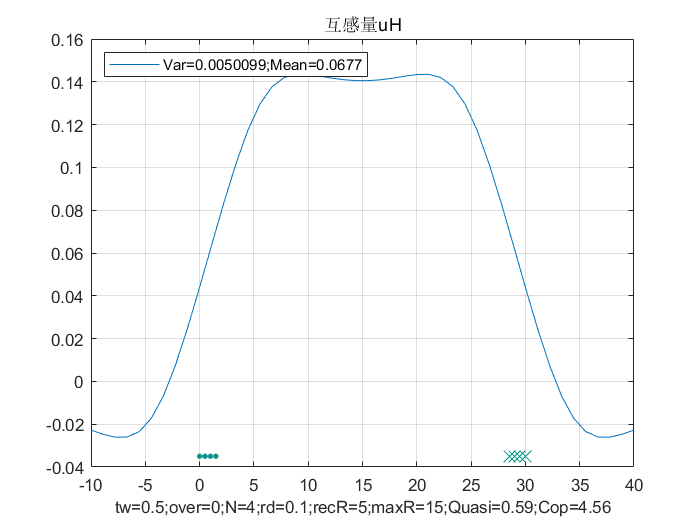 互感量uH
0.16
Var=0.0050099;Mean=0.0677
0.14
0.12
0.1
0.08
0.06
0.04
0.02
0
-0.02
-0.04
-10 -5 0 5 10 15 20 25 30 35 40
tw=0.5;over=0;N=4;rd=0.1;recR=5;maxR=15;Quasi=0.59;Cop=4.56